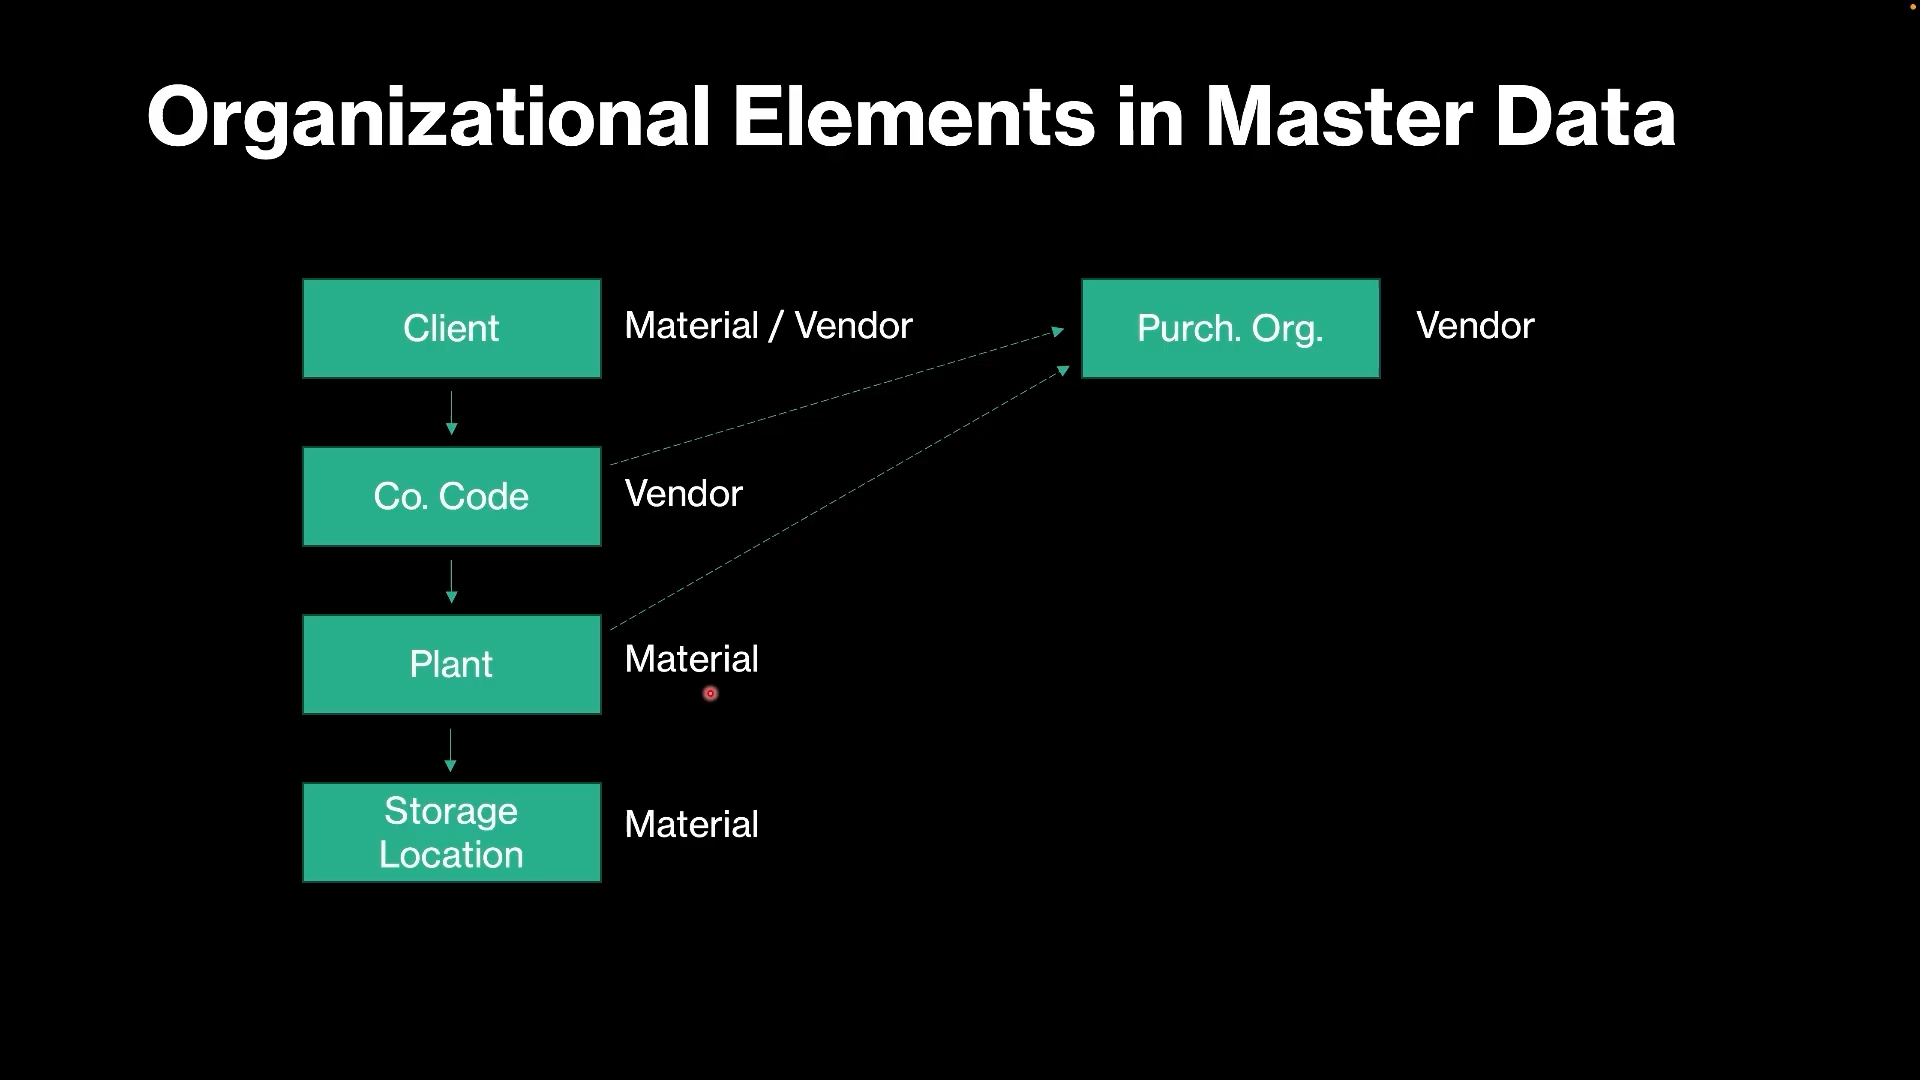 Organizational Elements in Master Data
Client
Material / Vendor
Purch. Org.
Vendor
Co. Code
Vendor
Plant
Material
Storage
Location
Material